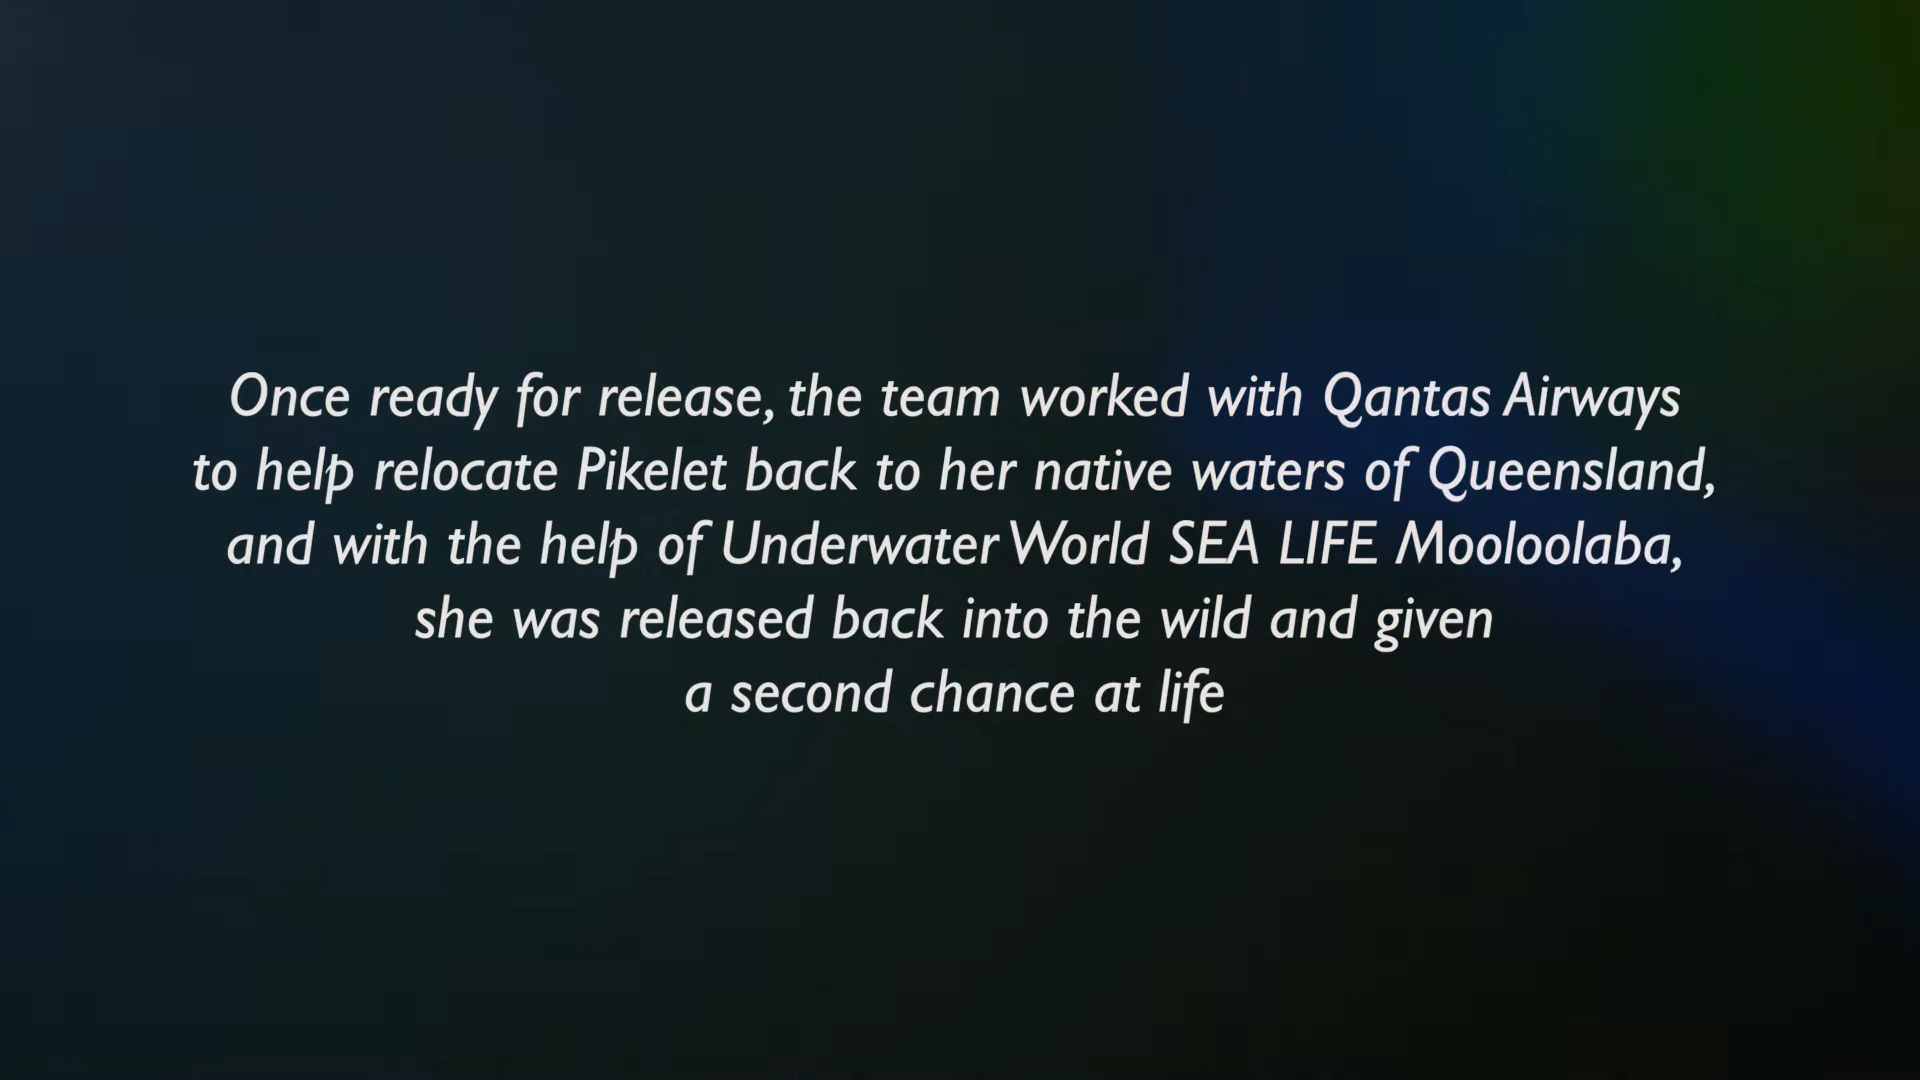 Once ready for release, the team worked with Qantas Airways
to help relocate Pikelet back to her native waters of Queensland,
and with the help of Underwater World SEA LIFE Mooloolaba,
she was released back into the wild and given
a second chance at life